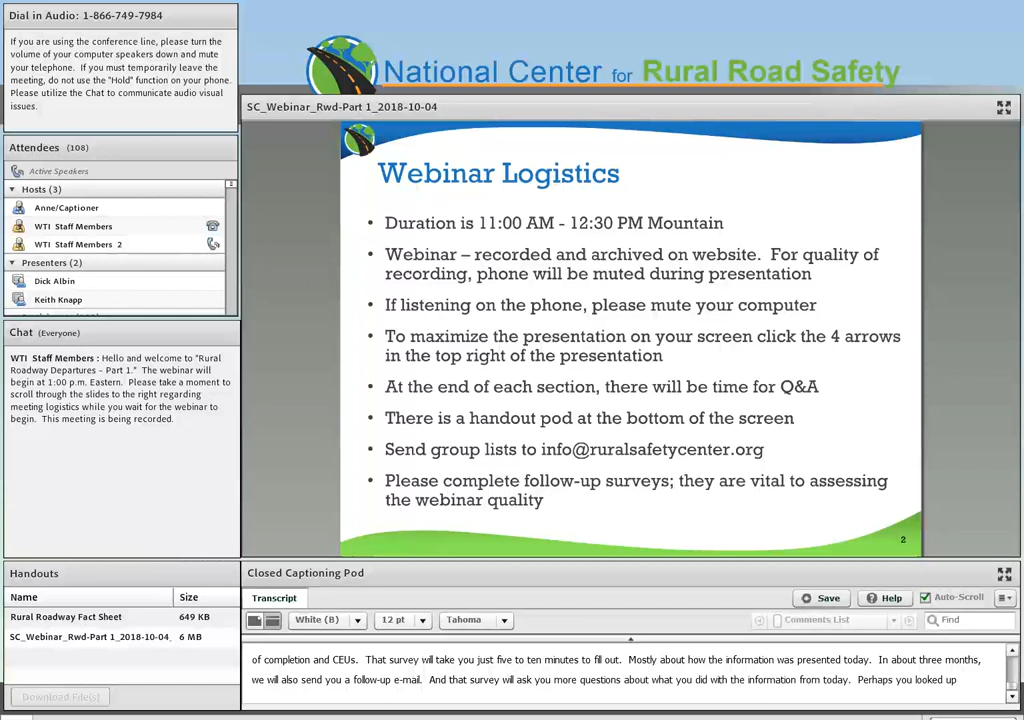 Dial in Audio: 1-866-749-7984
If you are using the conference line, please turn the
volume of your computer speakers down and mute
your telephone. If you must temporarily leave the
meeting, do not use the "Hold" function on your phone.
Please utilize the Chat to communicate audio visual
issues.
National Center for Rural Road Safety
SC_Webinar_Rwd-Part 1_2018-10-04
Attendees (108)
Active Speakers
Hosts (3)
Anne/Captioner
WTI Staff Members
WTI Staff Members 2
Presenters (2)
Dick Albin
Keith Knapp
Chat (Everyone)
WTI Staff Members : Hello and welcome to "Rural
Roadway Departures - Part 1." The webinar will
begin at 1:00 p.m. Eastern. Please take a moment to
scroll through the slides to the right regarding
meeting logistics while you wait for the webinar to
begin. This meeting is being recorded.
Webinar Logistics
• Duration is 11:00 AM - 12:30 PM Mountain
• Webinar – recorded and archived on website. For quality of
recording, phone will be muted during presentation
• If listening on the phone, please mute your computer
• To maximize the presentation on your screen click the 4 arrows
in the top right of the presentation
• At the end of each section, there will be time for Q&A
• There is a handout pod at the bottom of the screen
• Send group lists to info@ruralsafetycenter.org
• Please complete follow-up surveys; they are vital to assessing
the webinar quality
2
Handouts
Name Size
Rural Roadway Fact Sheet 649 KB
SC_Webinar_Rwd-Part 1_2018-10-04_ 6 MB
Download File(s)
Closed Captioning Pod
Transcript
Save Help Auto-Scroll
White (B) 12 pt Tahoma Comments List Find
of completion and CEUs. That survey will take you just five to ten minutes to fill out. Mostly about how the information was presented today. In about three months,
we will also send you a follow-up e-mail. And that survey will ask you more questions about what you did with the information from today. Perhaps you looked up